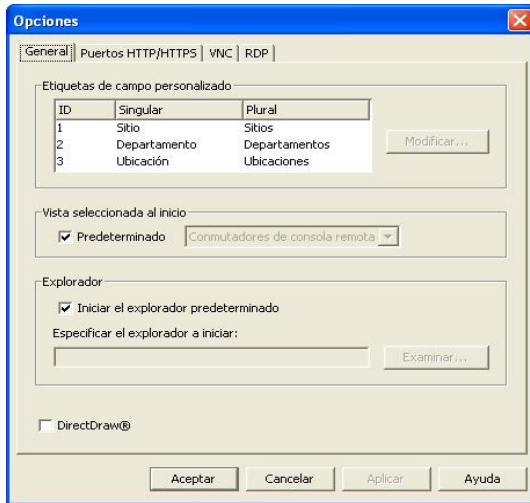 Opciones
General Puertos HTTP/HTTPS VNC RDP
Etiquetas de campo personalizado
ID Singular Plural
1 Sitio Sitios
2 Departamento Departamentos
3 Ubicación Ubicaciones
Modificar...
Vista seleccionada al inicio
Predeterminado Conmutadores de consola remota
Explorador
Iniciar el explorador predeterminado
Especificar el explorador a iniciar:
Examinar...
DirectDraw®
Aceptar Cancelar Aplicar Ayuda